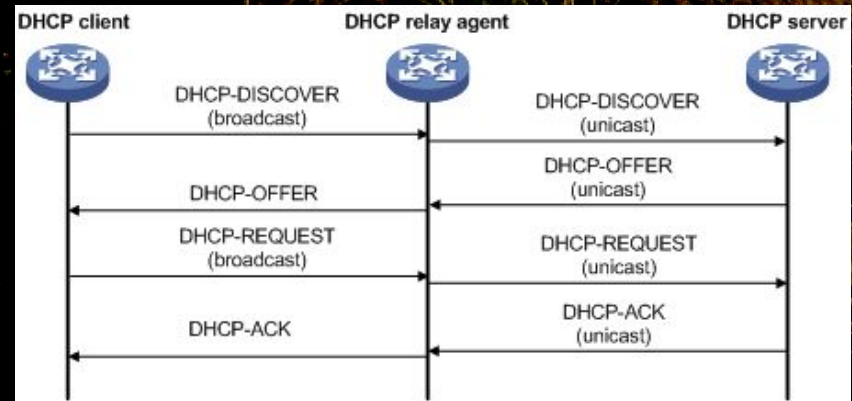 DHCP client
DHCP relay agent
DHCP server
DHCP-DISCOVER
(broadcast)
DHCP-DISCOVER
(unicast)
DHCP-OFFER
DHCP-OFFER
(unicast)
DHCP-REQUEST
(broadcast)
DHCP-REQUEST
(unicast)
DHCP-ACK
DHCP-ACK
(unicast)